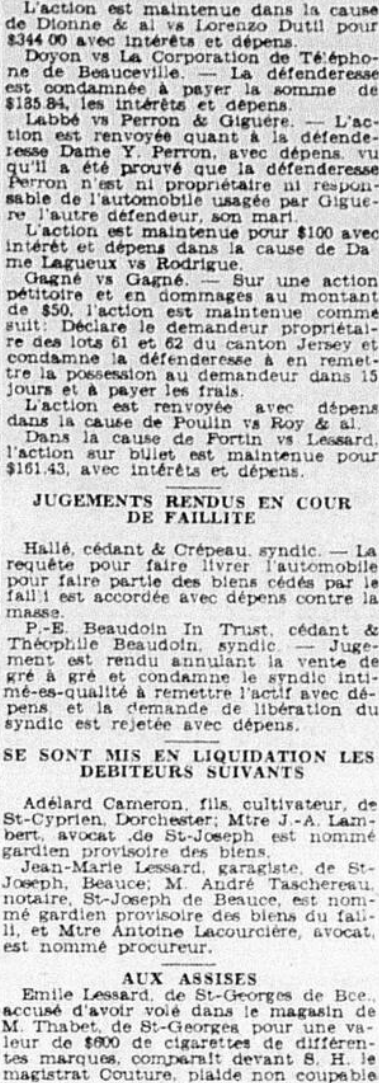 L'action est maintenue dans la cause
de Dionne & al vs Lorenzo Dutil pour
$344 00 avec intérêts et dépens.
Doyon vs La Corporation de Télépho-
ne de Beauceville. — La défenderesse
est condamnée à payer la somme de
$185.84, les intérêts et dépens.
Labbé vs Perron & Giguère. — L'ac-
tion est renvoyée quant à la défende-
resse Dame Y. Perron, avec dépens, vu
qu'il a été prouvé que la défenderesse
Perron n'est ni propriétaire ni respon-
sable de l'automobile usagée par Giguè-
re l'autre défendeur, son mari.
L'action est maintenue pour $100 avec
intérêt et dépens dans la cause de Da
me Lagueux vs Rodrigue.
Gagné vs Gagné. — Sur une action
pétitoire et en dommages au montant
de $50, l'action est maintenue comme
suit: Déclare le demandeur propriétai-
re des lots 61 et 62 du canton Jersey et
condamne la défenderesse à en remet-
tre la possession au demandeur dans 15
jours et à payer les frais.
L'action est renvoyée avec dépens
dans la cause de Poulin vs Roy & al.
Dans la cause de Fortin vs Lessard,
l'action sur billet est maintenue pour
$161.43, avec intérêts et dépens.
JUGEMENTS RENDUS EN COUR
DE FAILLITE
Hallé, cédant & Crépeau, syndic. — La
requête pour faire livrer l'automobile
pour faire partie des biens cédés par le
failli est accordée avec dépens contre la
masse.
P.-E. Beaudoin In Trust, cédant &
Théophile Beaudoin, syndic. — Juge-
ment est rendu annulant la vente de
gré à gré et condamne le syndic inti-
mé-es-qualité à remettre l'actif avec dé-
pens et la demande de libération du
syndic est rejetée avec dépens.
SE SONT MIS EN LIQUIDATION LES
DEBITEURS SUIVANTS
Adélard Cameron, fils, cultivateur, de
St-Cyprien, Dorchester; Mtre J.-A. Lam-
bert, avocat ,de St-Joseph est nommé
gardien provisoire des biens.
Jean-Marie Lessard, garagiste, de St-
Joseph, Beauce; M. André Taschereau,
notaire, St-Joseph de Beauce, est nom-
mé gardien provisoire des biens du fail-
li, et Mtre Antoine Lacourcière, avocat,
est nommé procureur.
AUX ASSISES
Emile Lessard, de St-Georges de Bce.,
accusé d'avoir volé dans le magasin de
M. Thabet, de St-Georges pour une va-
leur de $600 de cigarettes de différen-
tes marques, comparaît devant S. H. le
magistrat Couture, plaide non coupable